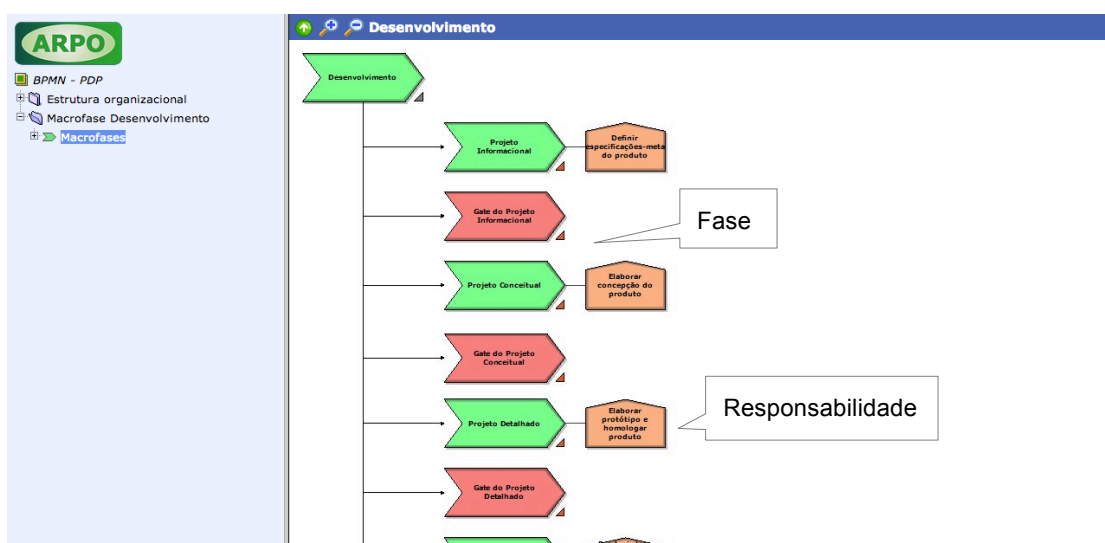 ARPO
BPMN - PDP
Estrutura organizacional
Macrofase Desenvolvimento
Macrofases
Desenvolvimento
Desenvolvimento
Projeto
Informacional
Definir
especificações-meta
do produto
Gate do Projeto
Informacional
Fase
Projeto Conceitual
Elaborar
concepção do
produto
Gate do Projeto
Conceitual
Projeto Detalhado
Elaborar
protótipo e
homologar
produto
Responsabilidade
Gate do Projeto
Detalhado